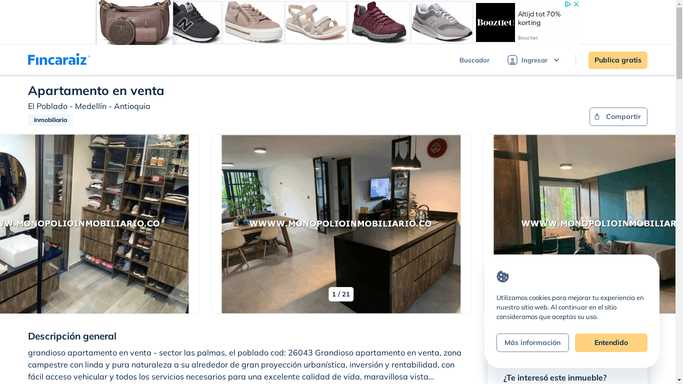 Altijd tot 70%
korting
Boozt.com
Boozt.com
Fincaraiz
Buscador
Ingresar
Publica gratis
Apartamento en venta
El Poblado - Medellín - Antioquia
Inmobiliaria
Compartir
WWW.MONOPOLIOINMOBILIARIO.CO
WWW.MONOPOLIOINMOBILIARIO.CO
WWW.MONOPOLIOINMOBILIARIO.CO
1 / 21
Utilizamos cookies para mejorar tu experiencia en
nuestro sitio web. Al continuar en el sitio
consideramos que aceptas su uso.
Más información
Entendido
Descripción general
grandioso apartamento en venta - sector las palmas, el poblado cod: 26043 Grandioso apartamento en venta, zona
campestre con linda y pura naturaleza a su alrededor de gran proyección urbanística, inversión y rentabilidad, con
fácil acceso vehicular y todos los servicios necesarios para una excelente calidad de vida, maravillosa vista...
¿Te interesó este inmueble?